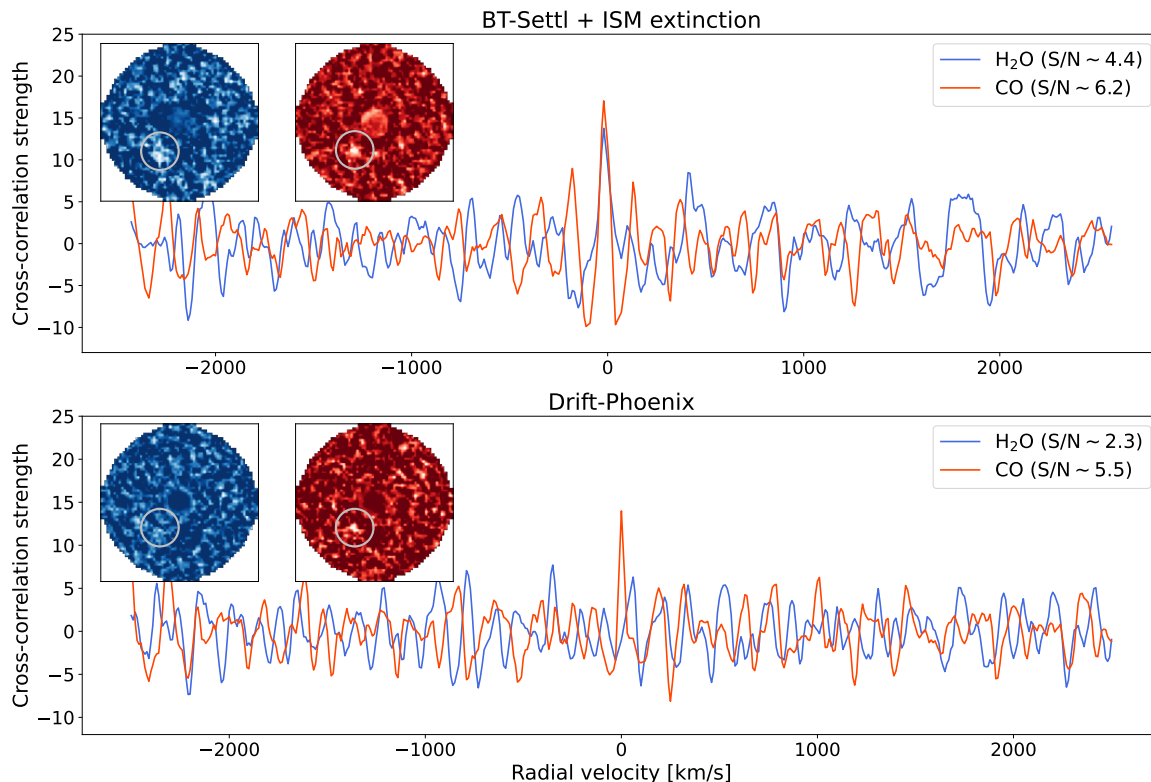 BT-Settl + ISM extinction
Cross-correlation strength
25
20
15
10
5
0
−5
−10
H₂O (S/N ~ 4.4)
CO (S/N ~ 6.2)
−2000 −1000 0 1000 2000
Drift-Phoenix
Cross-correlation strength
25
20
15
10
5
0
−5
−10
H₂O (S/N ~ 2.3)
CO (S/N ~ 5.5)
−2000 −1000 0 1000 2000
Radial velocity [km/s]